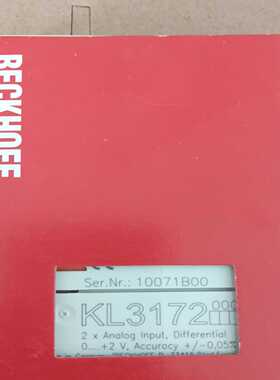 BECKHOFF
Ser.Nr.: 10071B00
KL3172
2 x Analog Input, Differential
0....+2 V, Accuracy +/-0,05%